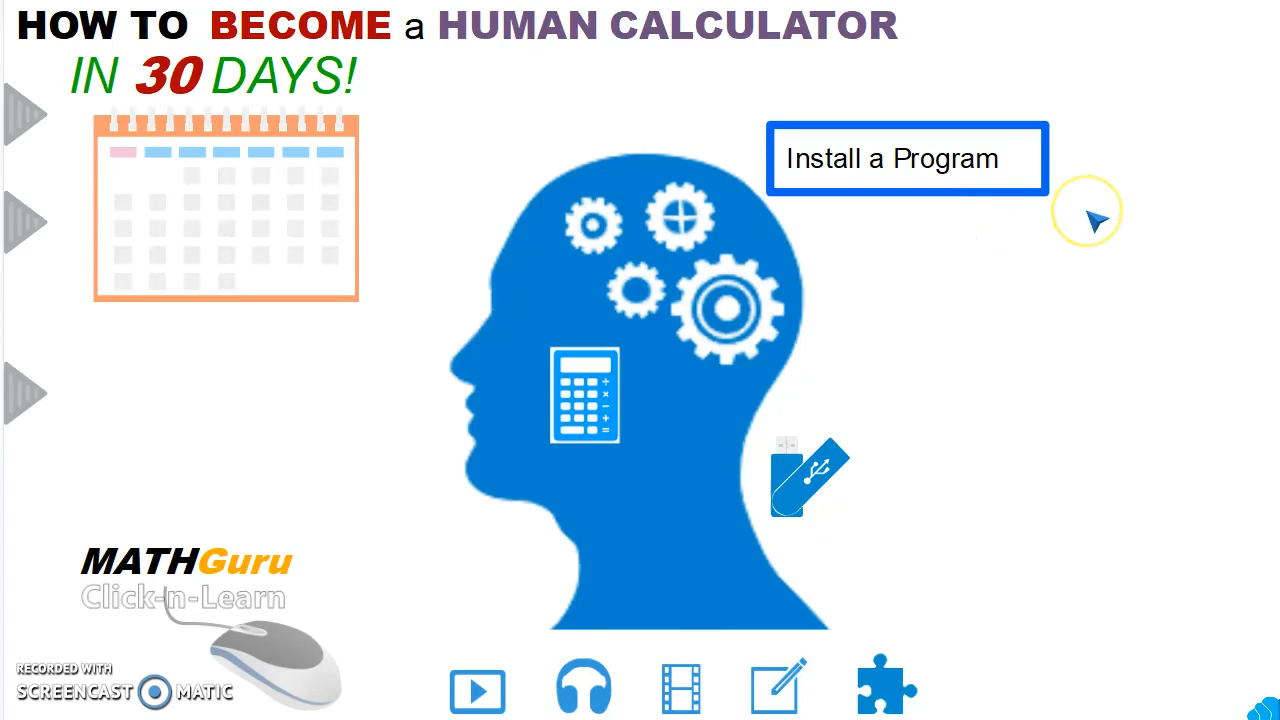 HOW TO BECOME a HUMAN CALCULATOR
IN 30 DAYS!
Install a Program
MATHGuru
Click-n-Learn
RECORDED WITH
SCREENCAST MATIC